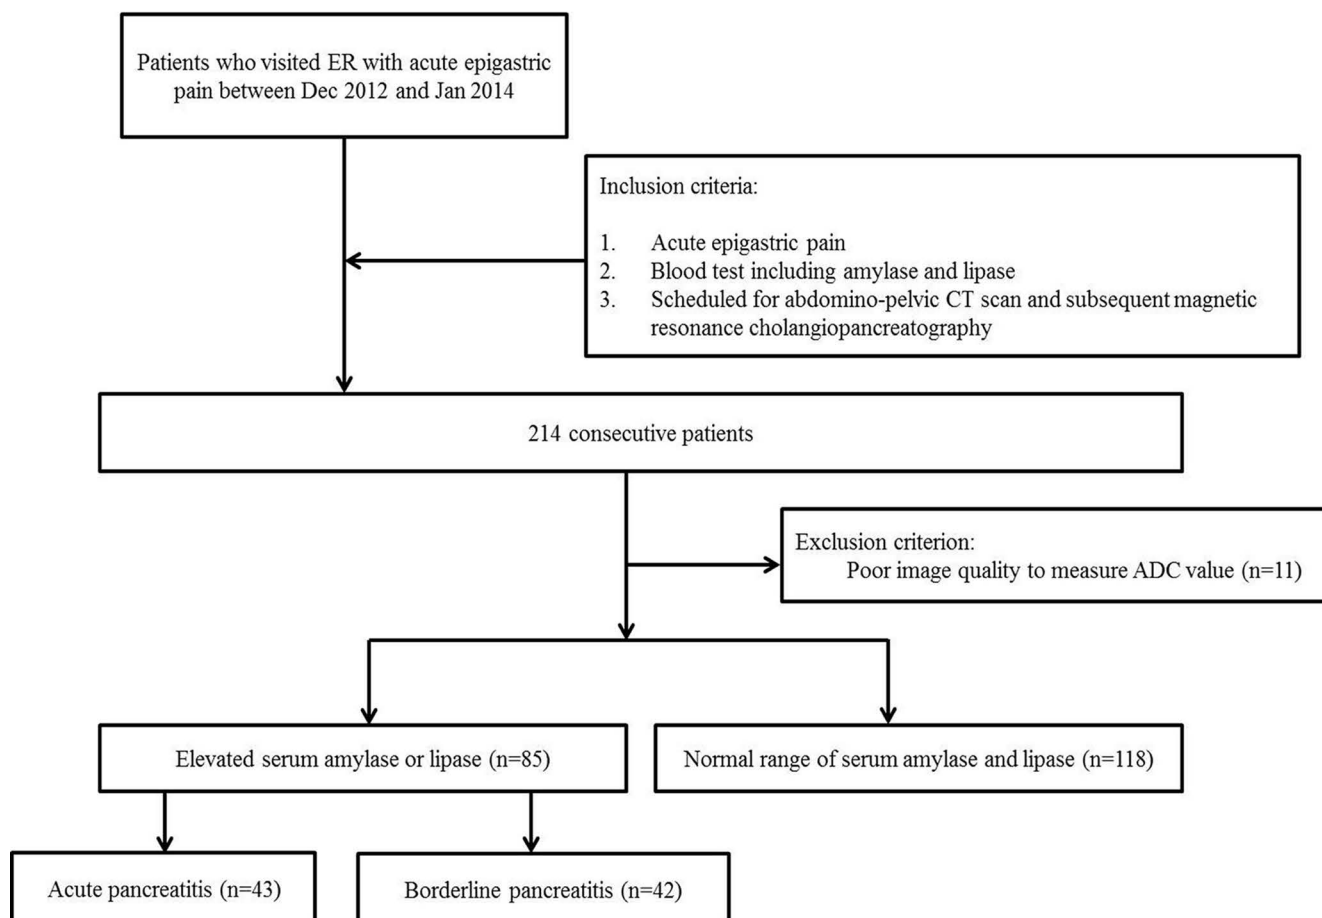 Patients who visited ER with acute epigastric
pain between Dec 2012 and Jan 2014
Inclusion criteria:
1. Acute epigastric pain
2. Blood test including amylase and lipase
3. Scheduled for abdomino-pelvic CT scan and subsequent magnetic
resonance cholangiopancreatography
214 consecutive patients
Exclusion criterion:
Poor image quality to measure ADC value (n=11)
Elevated serum amylase or lipase (n=85)
Normal range of serum amylase and lipase (n=118)
Acute pancreatitis (n=43)
Borderline pancreatitis (n=42)